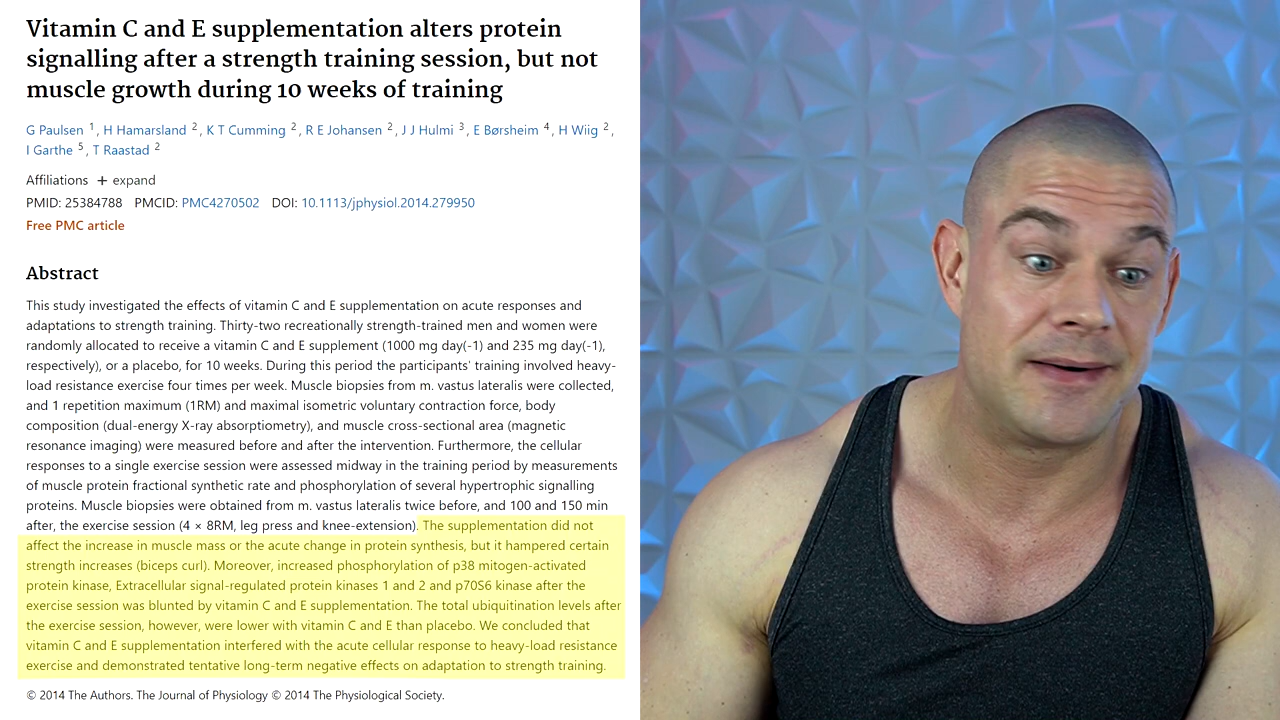 Vitamin C and E supplementation alters protein
signalling after a strength training session, but not
muscle growth during 10 weeks of training
G Paulsen 1, H Hamarsland 2, K T Cumming 2, R E Johansen 2, J J Hulmi 3, E Børsheim 4, H Wiig 2,
I Garthe 5, T Raastad 2
Affiliations + expand
PMID: 25384788 PMCID: PMC4270502 DOI: 10.1113/jphysiol.2014.279950
Free PMC article
Abstract
This study investigated the effects of vitamin C and E supplementation on acute responses and
adaptations to strength training. Thirty-two recreationally strength-trained men and women were
randomly allocated to receive a vitamin C and E supplement (1000 mg day(-1) and 235 mg day(-1),
respectively), or a placebo, for 10 weeks. During this period the participants' training involved heavy-
load resistance exercise four times per week. Muscle biopsies from m. vastus lateralis were collected,
and 1 repetition maximum (1RM) and maximal isometric voluntary contraction force, body
composition (dual-energy X-ray absorptiometry), and muscle cross-sectional area (magnetic
resonance imaging) were measured before and after the intervention. Furthermore, the cellular
responses to a single exercise session were assessed midway in the training period by measurements
of muscle protein fractional synthetic rate and phosphorylation of several hypertrophic signalling
proteins. Muscle biopsies were obtained from m. vastus lateralis twice before, and 100 and 150 min
after, the exercise session (4 × 8RM, leg press and knee-extension). The supplementation did not
affect the increase in muscle mass or the acute change in protein synthesis, but it hampered certain
strength increases (biceps curl). Moreover, increased phosphorylation of p38 mitogen-activated
protein kinase, Extracellular signal-regulated protein kinases 1 and 2 and p70S6 kinase after the
exercise session was blunted by vitamin C and E supplementation. The total ubiquitination levels after
the exercise session, however, were lower with vitamin C and E than placebo. We concluded that
vitamin C and E supplementation interfered with the acute cellular response to heavy-load resistance
exercise and demonstrated tentative long-term negative effects on adaptation to strength training.
© 2014 The Authors. The Journal of Physiology © 2014 The Physiological Society.